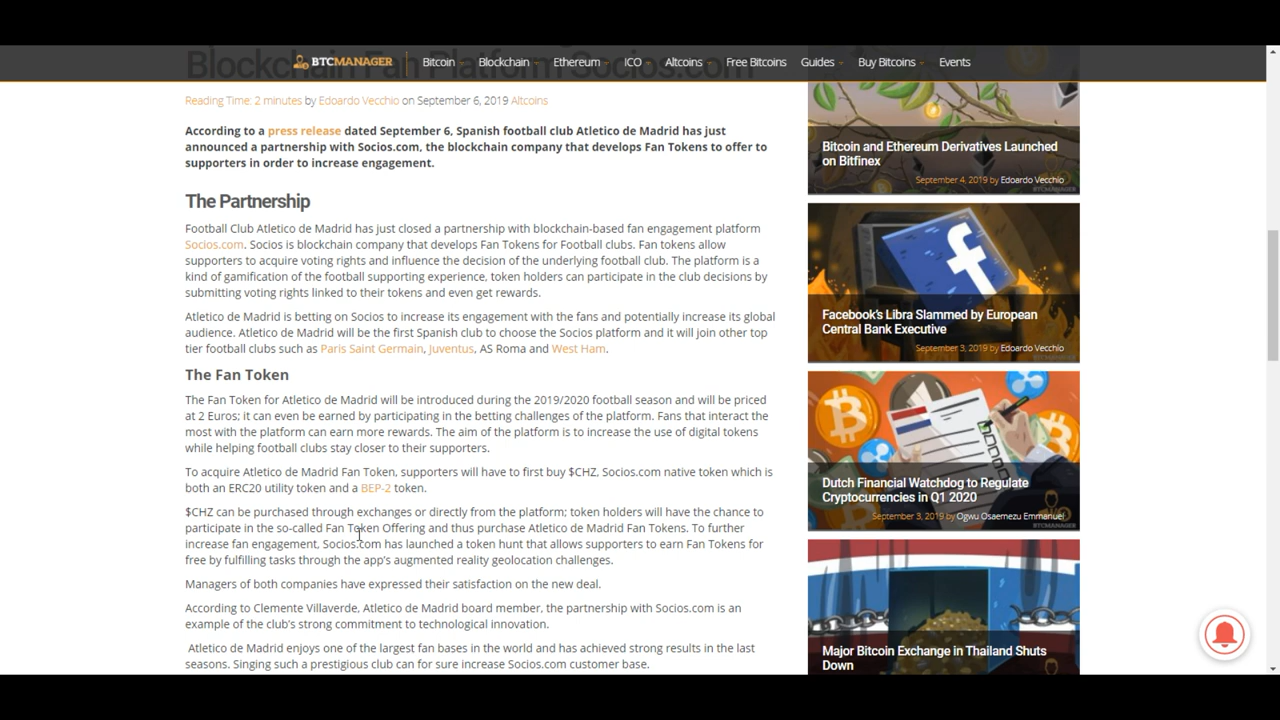 Blockchain Fan Platform Socios.com
BTCMANAGER
Bitcoin
Blockchain
Ethereum
ICO
Altcoins
Free Bitcoins
Guides
Buy Bitcoins
Events
Reading Time: 2 minutes by Edoardo Vecchio on September 6, 2019 Altcoins
According to a press release dated September 6, Spanish football club Atletico de Madrid has just
announced a partnership with Socios.com, the blockchain company that develops Fan Tokens to offer to
supporters in order to increase engagement.
The Partnership
Football Club Atletico de Madrid has just closed a partnership with blockchain-based fan engagement platform
Socios.com. Socios is blockchain company that develops Fan Tokens for Football clubs. Fan tokens allow
supporters to acquire voting rights and influence the decision of the underlying football club. The platform is a
kind of gamification of the football supporting experience, token holders can participate in the club decisions by
submitting voting rights linked to their tokens and even get rewards.
Atletico de Madrid is betting on Socios to increase its engagement with the fans and potentially increase its global
audience. Atletico de Madrid will be the first Spanish club to choose the Socios platform and it will join other top
tier football clubs such as Paris Saint Germain, Juventus, AS Roma and West Ham.
The Fan Token
The Fan Token for Atletico de Madrid will be introduced during the 2019/2020 football season and will be priced
at 2 Euros; it can even be earned by participating in the betting challenges of the platform. Fans that interact the
most with the platform can earn more rewards. The aim of the platform is to increase the use of digital tokens
while helping football clubs stay closer to their supporters.
To acquire Atletico de Madrid Fan Token, supporters will have to first buy $CHZ, Socios.com native token which is
both an ERC20 utility token and a BEP-2 token.
$CHZ can be purchased through exchanges or directly from the platform; token holders will have the chance to
participate in the so-called Fan Token Offering and thus purchase Atletico de Madrid Fan Tokens. To further
increase fan engagement, Socios.com has launched a token hunt that allows supporters to earn Fan Tokens for
free by fulfilling tasks through the app's augmented reality geolocation challenges.
Managers of both companies have expressed their satisfaction on the new deal.
According to Clemente Villaverde, Atletico de Madrid board member, the partnership with Socios.com is an
example of the club's strong commitment to technological innovation.
Atletico de Madrid enjoys one of the largest fan bases in the world and has achieved strong results in the last
seasons. Singing such a prestigious club can for sure increase Socios.com customer base.
Bitcoin and Ethereum Derivatives Launched
on Bitfinex
September 4, 2019 by Edoardo Vecchio
BTCMANAGER
Facebook's Libra Slammed by European
Central Bank Executive
September 3, 2019 by Edoardo Vecchio
BTCMANAGER
Dutch Financial Watchdog to Regulate
Cryptocurrencies in Q1 2020
September 3, 2019 by Ogwu Osaemezu Emmanuel
BTCMANAGER
Major Bitcoin Exchange in Thailand Shuts
Down